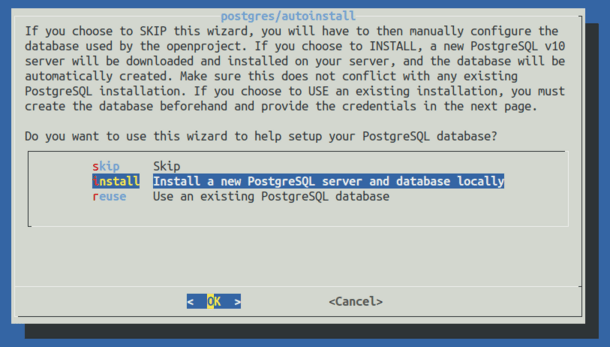 postgres/autoinstall
If you choose to SKIP this wizard, you will have to then manually configure the
database used by the openproject. If you choose to INSTALL, a new PostgreSQL v10
server will be downloaded and installed on your server, and the database will be
automatically created. Make sure this does not conflict with any existing
PostgreSQL installation. If you choose to USE an existing installation, you must
create the database beforehand and provide the credentials in the next page.
Do you want to use this wizard to help setup your PostgreSQL database?
skip Skip
install Install a new PostgreSQL server and database locally
reuse Use an existing PostgreSQL database
< OK > <Cancel>